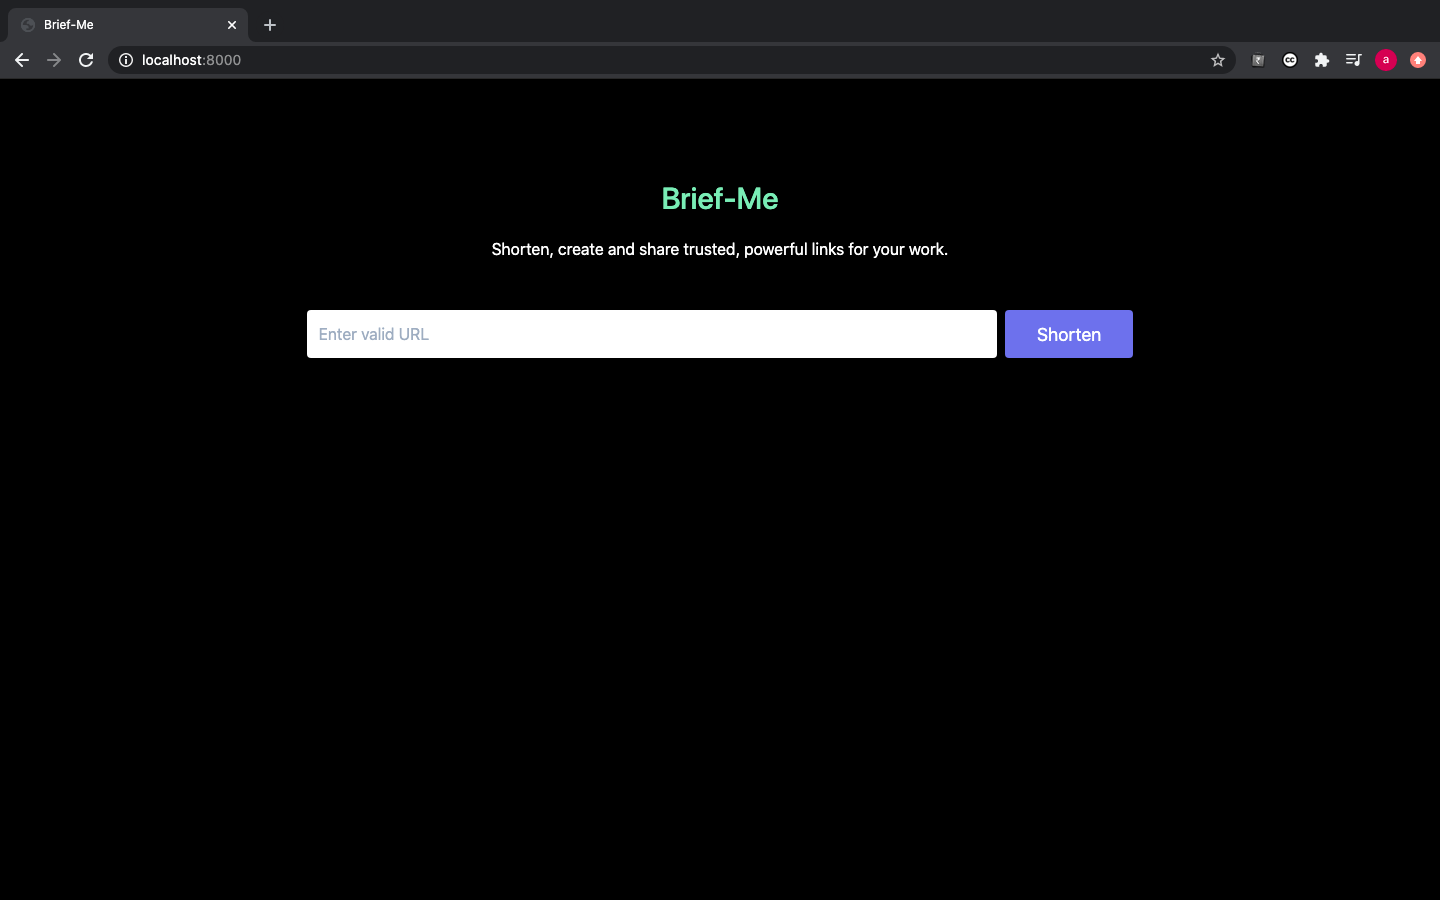 Brief-Me
localhost:8000
a
Brief-Me
Shorten, create and share trusted, powerful links for your work.
Enter valid URL
Shorten